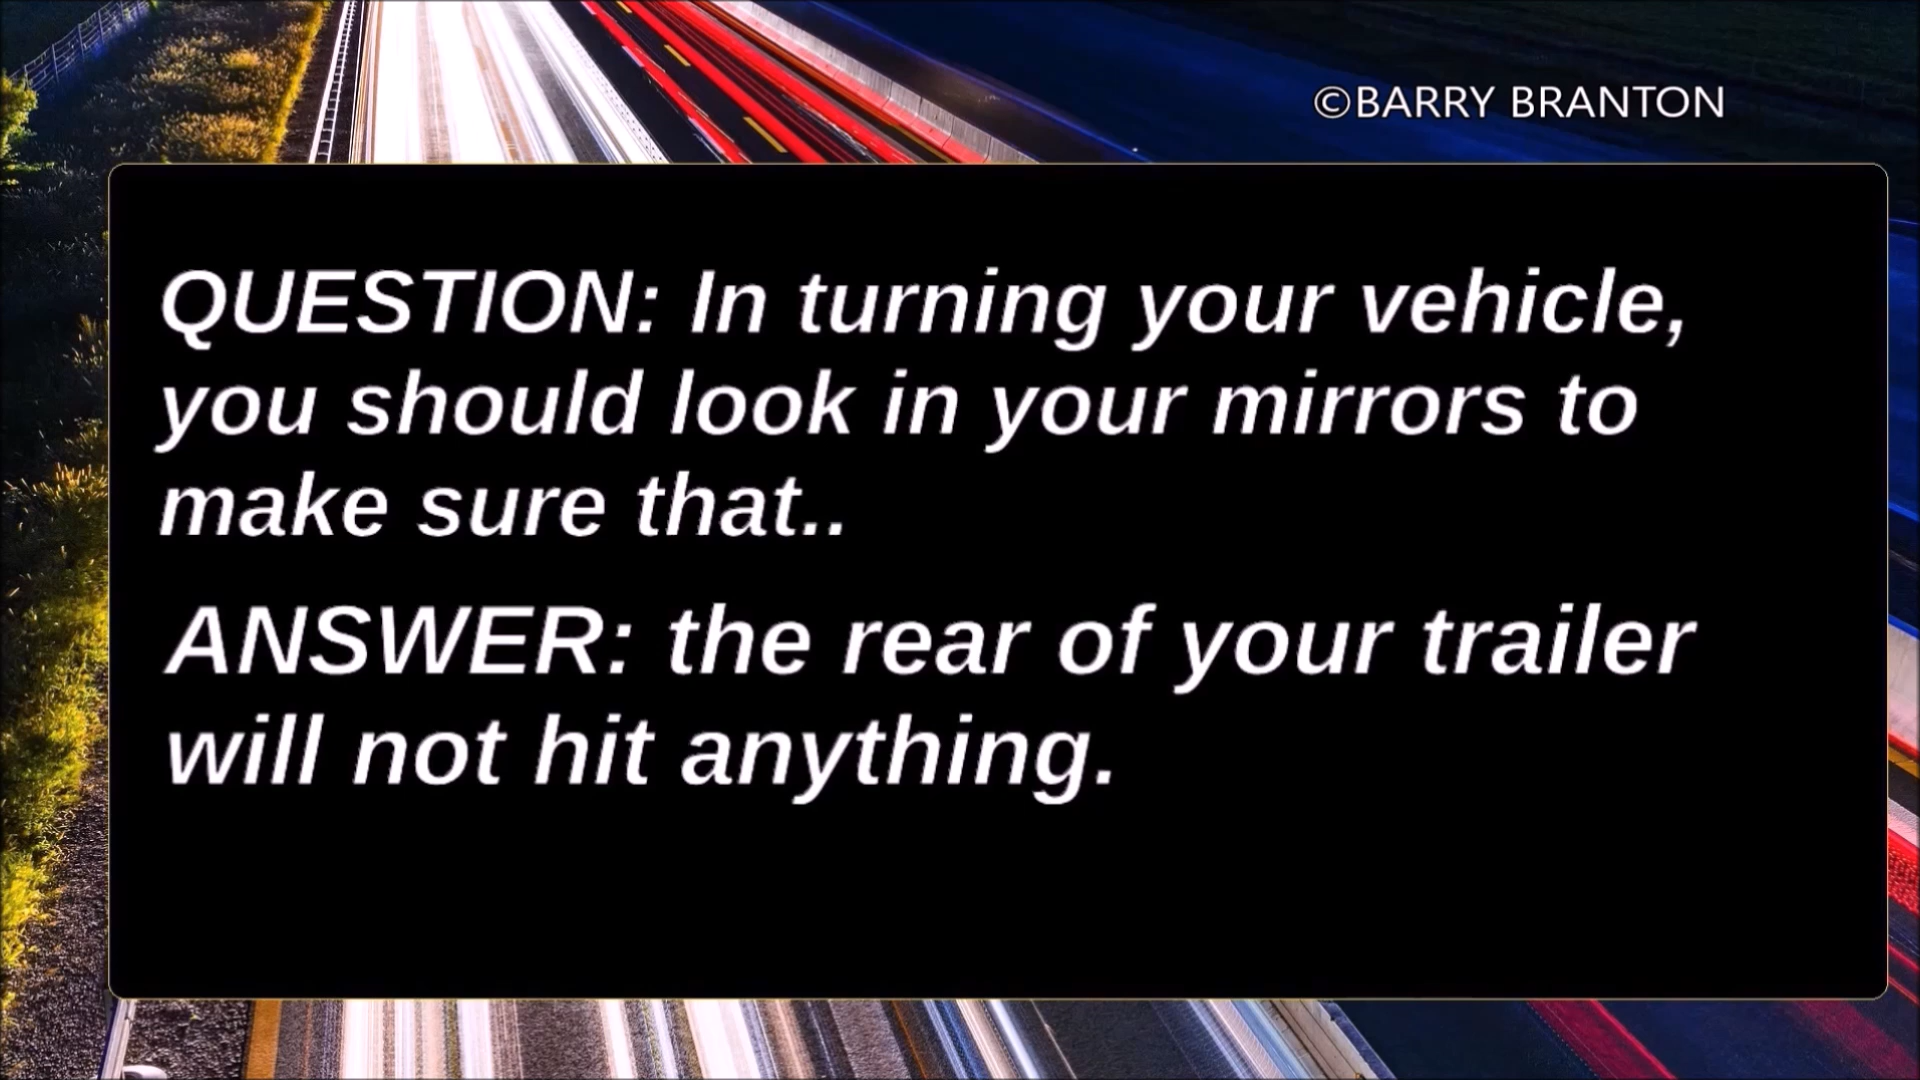 ©BARRY BRANTON
QUESTION: In turning your vehicle,
you should look in your mirrors to
make sure that..
ANSWER: the rear of your trailer
will not hit anything.